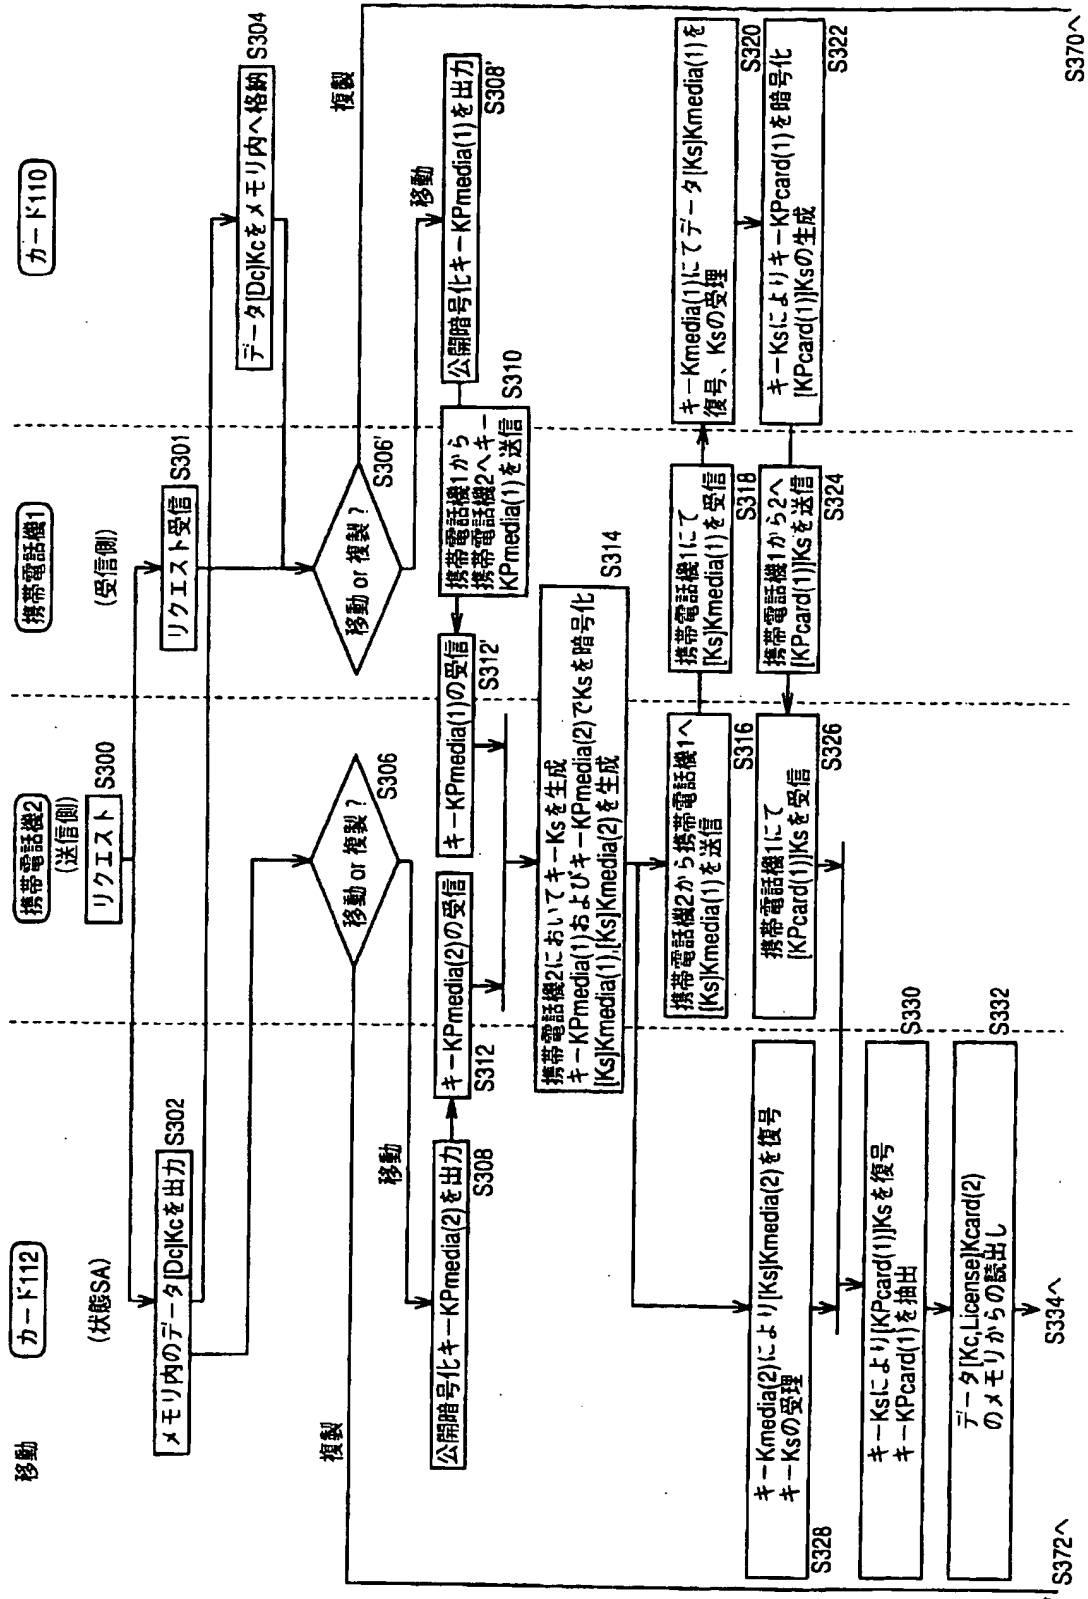 移動
カード112
携帯電話機2
携帯電話機1
カード110
(状態SA)
(送信側)
(受信側)
リクエスト
S300
リクエスト受信
S301
メモリ内のデータ[Dc]Kcを出力
S302
データ[Dc]Kcをメモリ内へ格納
S304
移動 or 複製?
S306
移動 or 複製?
S306'
複製
移動
移動
複製
公開暗号化キーKPmedia(2)を出力
S308
公開暗号化キーKPmedia(1)を出力
S308'
携帯電話機1から
携帯電話機2へキー
KPmedia(1)を送信
S310
キーKPmedia(2)の受信
S312
キーKPmedia(1)の受信
S312'
携帯電話機2においてキーKsを生成
キーKPmedia(1)およびキーKPmedia(2)でKsを暗号化
[Ks]Kmedia(1),[Ks]Kmedia(2)を生成
S314
携帯電話機2から携帯電話機1へ
[Ks]Kmedia(1)を送信
S316
携帯電話機1にて
[Ks]Kmedia(1)を受信
S318
キーKmedia(1)にてデータ[Ks]Kmedia(1)を
復号、Ksの受理
S320
キーKsによりキーKPcard(1)を暗号化
[KPcard(1)]Ksの生成
S322
携帯電話機1から2へ
[KPcard(1)]Ksを送信
S324
携帯電話機1にて
[KPcard(1)]Ksを受信
S326
キーKmedia(2)により[Ks]Kmedia(2)を復号
キーKsの受理
S328
キーKsにより[KPcard(1)]Ksを復号
キーKPcard(1)を抽出
S330
データ[Kc,License]Kcard(2)
のメモリからの読出し
S332
S372へ
S334へ
S370へ